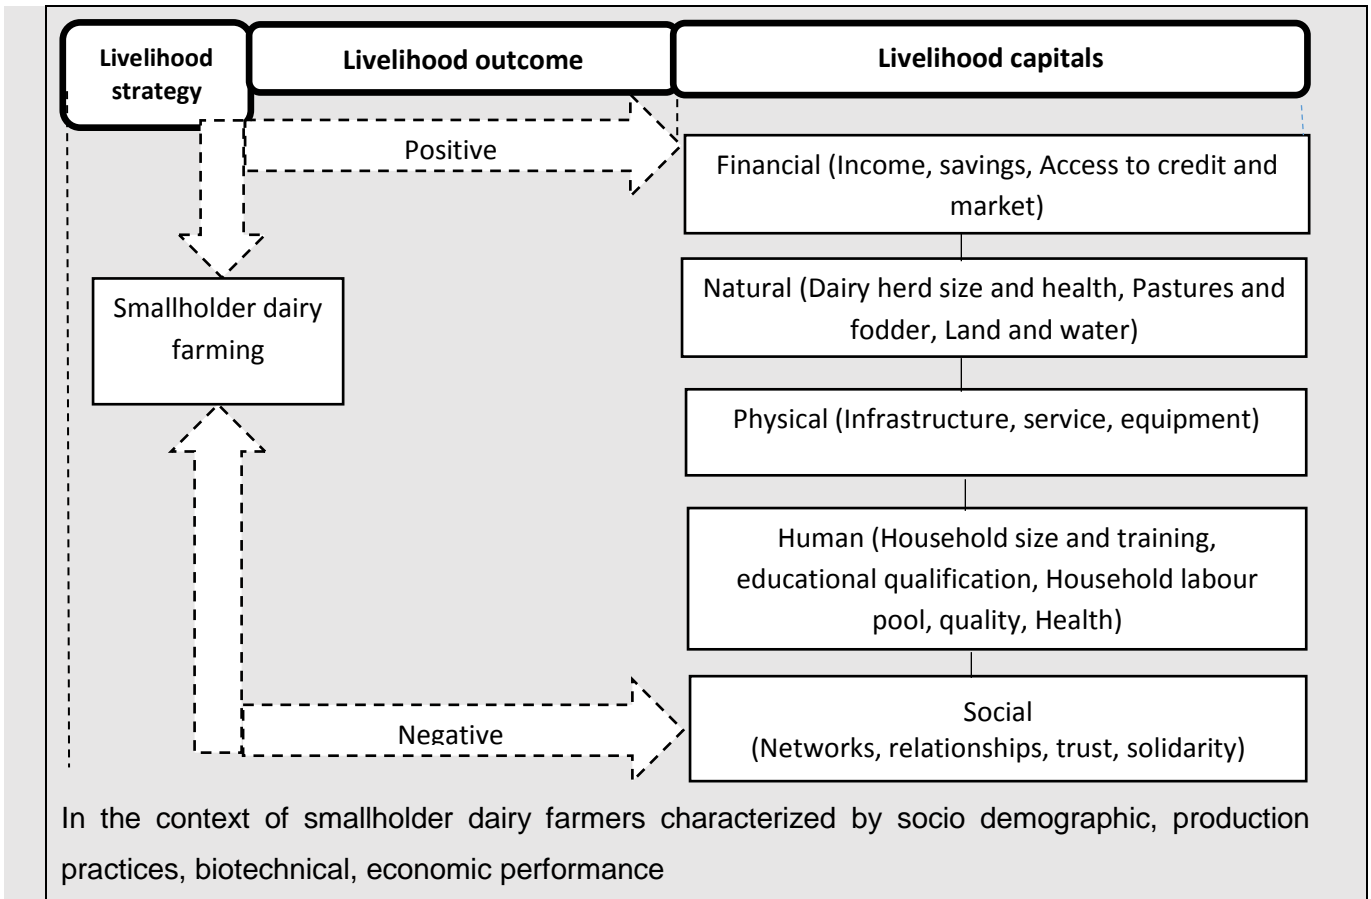 Livelihood
strategy
Livelihood outcome
Livelihood capitals
Positive
Financial (Income, savings, Access to credit and
market)
Natural (Dairy herd size and health, Pastures and
fodder, Land and water)
Smallholder dairy
farming
Physical (Infrastructure, service, equipment)
Human (Household size and training,
educational qualification, Household labour
pool, quality, Health)
Negative
Social
(Networks, relationships, trust, solidarity)
In the context of smallholder dairy farmers characterized by socio demographic, production
practices, biotechnical, economic performance